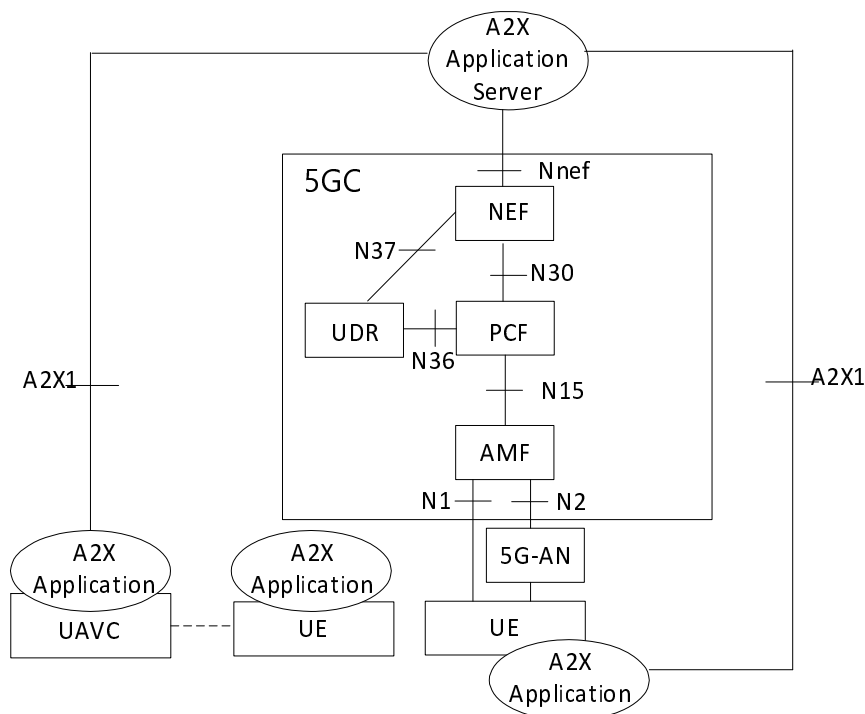 A2X
Application
Server
5GC
Nnef
NEF
N37
N30
UDR
PCF
N36
A2X1
A2X1
N15
AMF
N1
N2
A2X
Application
A2X
Application
5G-AN
UAVC
UE
UE
A2X
Application